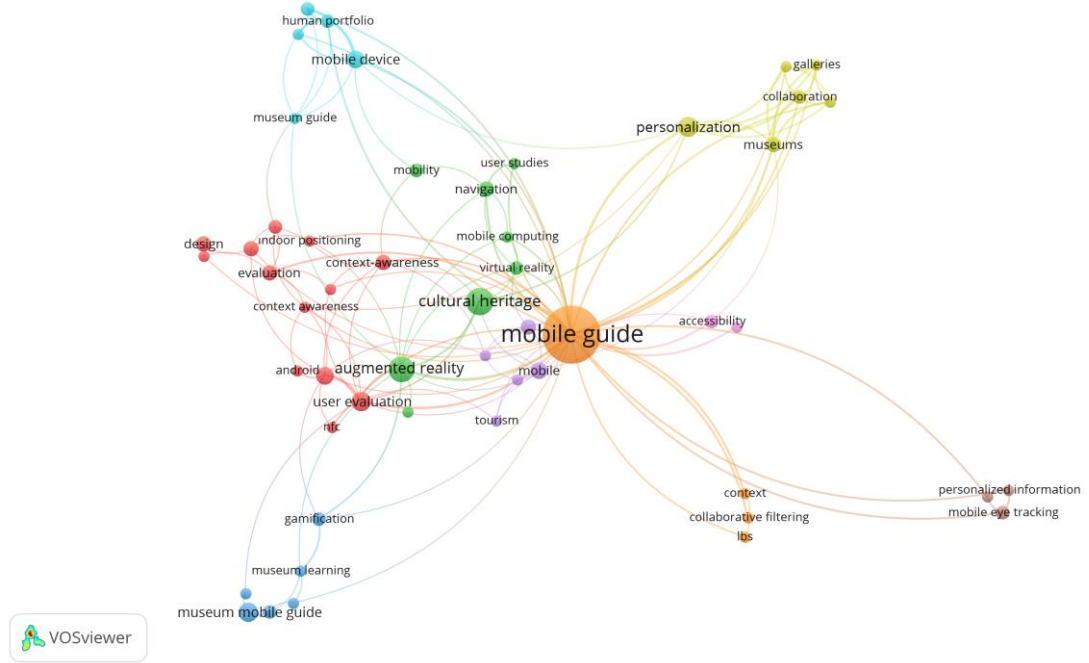 human portfolio
mobile device
galleries
collaboration
museum guide
personalization
museums
user studies
mobility
navigation
mobile computing
design
indoor positioning
context-awareness
virtual reality
evaluation
cultural heritage
context awareness
accessibility
mobile guide
augmented reality
android
mobile
user evaluation
tourism
nfc
personalized information
context
mobile eye tracking
gamification
collaborative filtering
lbs
museum learning
museum mobile guide
VOSviewer